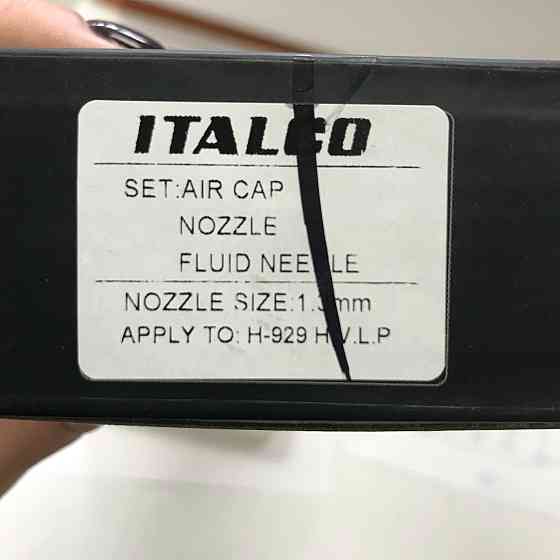 ITALCO
SET:AIR CAP
NOZZLE
FLUID NEEDLE
NOZZLE SIZE:1.3mm
APPLY TO: H-929 H.V.L.P